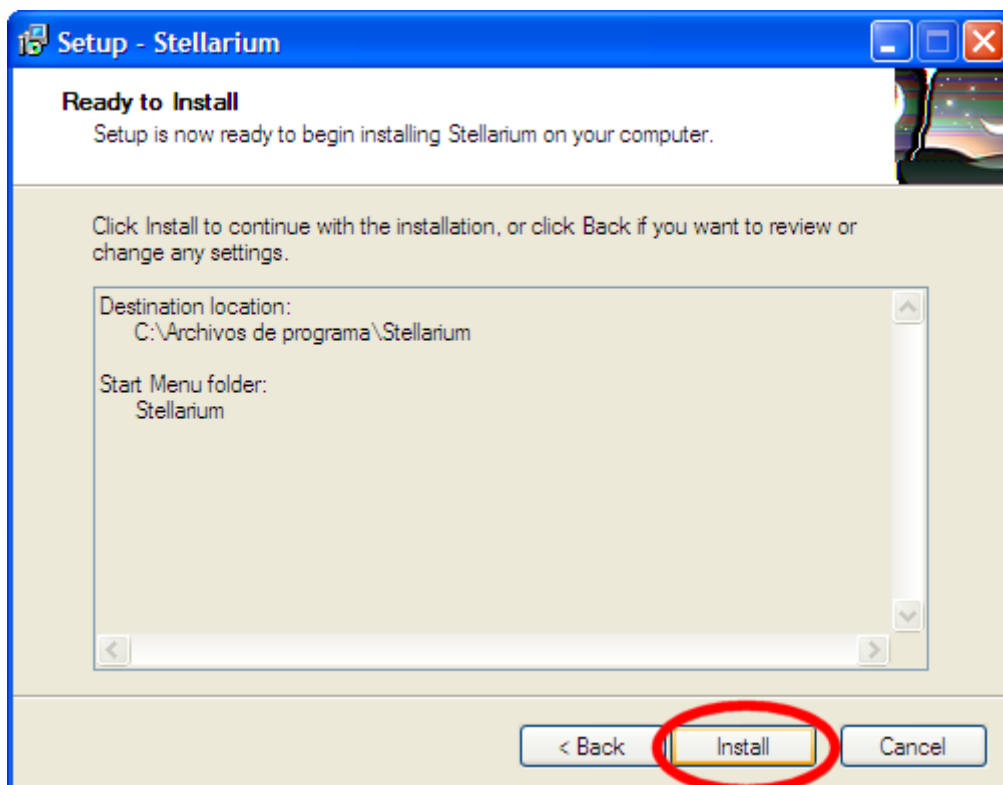 Setup - Stellarium
Ready to Install
Setup is now ready to begin installing Stellarium on your computer.
Click Install to continue with the installation, or click Back if you want to review or
change any settings.
Destination location:
C:\Archivos de programa\Stellarium
Start Menu folder:
Stellarium
< Back
Install
Cancel